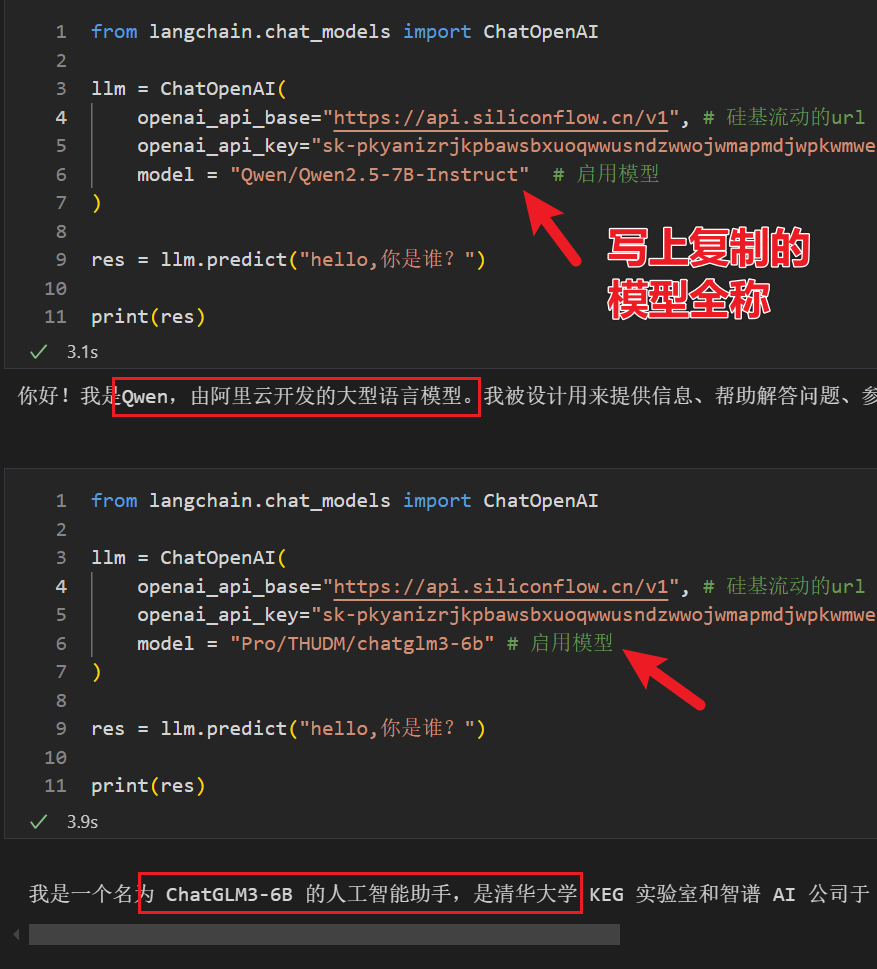 1 from langchain.chat_models import ChatOpenAI
2
3 llm = ChatOpenAI(
4 openai_api_base="https://api.siliconflow.cn/v1", # 硅基流动的url
5 openai_api_key="sk-pkyanizrjkpbawsbxuoqwwusndzwwojwmapmdjwpkwmwe
6 model = "Qwen/Qwen2.5-7B-Instruct" # 启用模型
7 )
8
9 res = llm.predict("hello,你是谁？")
10
11 print(res)
写上复制的
模型全称
3.1s
你好！我是Qwen，由阿里云开发的大型语言模型。我被设计用来提供信息、帮助解答问题、参
1 from langchain.chat_models import ChatOpenAI
2
3 llm = ChatOpenAI(
4 openai_api_base="https://api.siliconflow.cn/v1", # 硅基流动的url
5 openai_api_key="sk-pkyanizrjkpbawsbxuoqwwusndzwwojwmapmdjwpkwmwe
6 model = "Pro/THUDM/chatglm3-6b" # 启用模型
7 )
8
9 res = llm.predict("hello,你是谁？")
10
11 print(res)
3.9s
我是一个名为 ChatGLM3-6B 的人工智能助手，是清华大学 KEG 实验室和智谱 AI 公司于